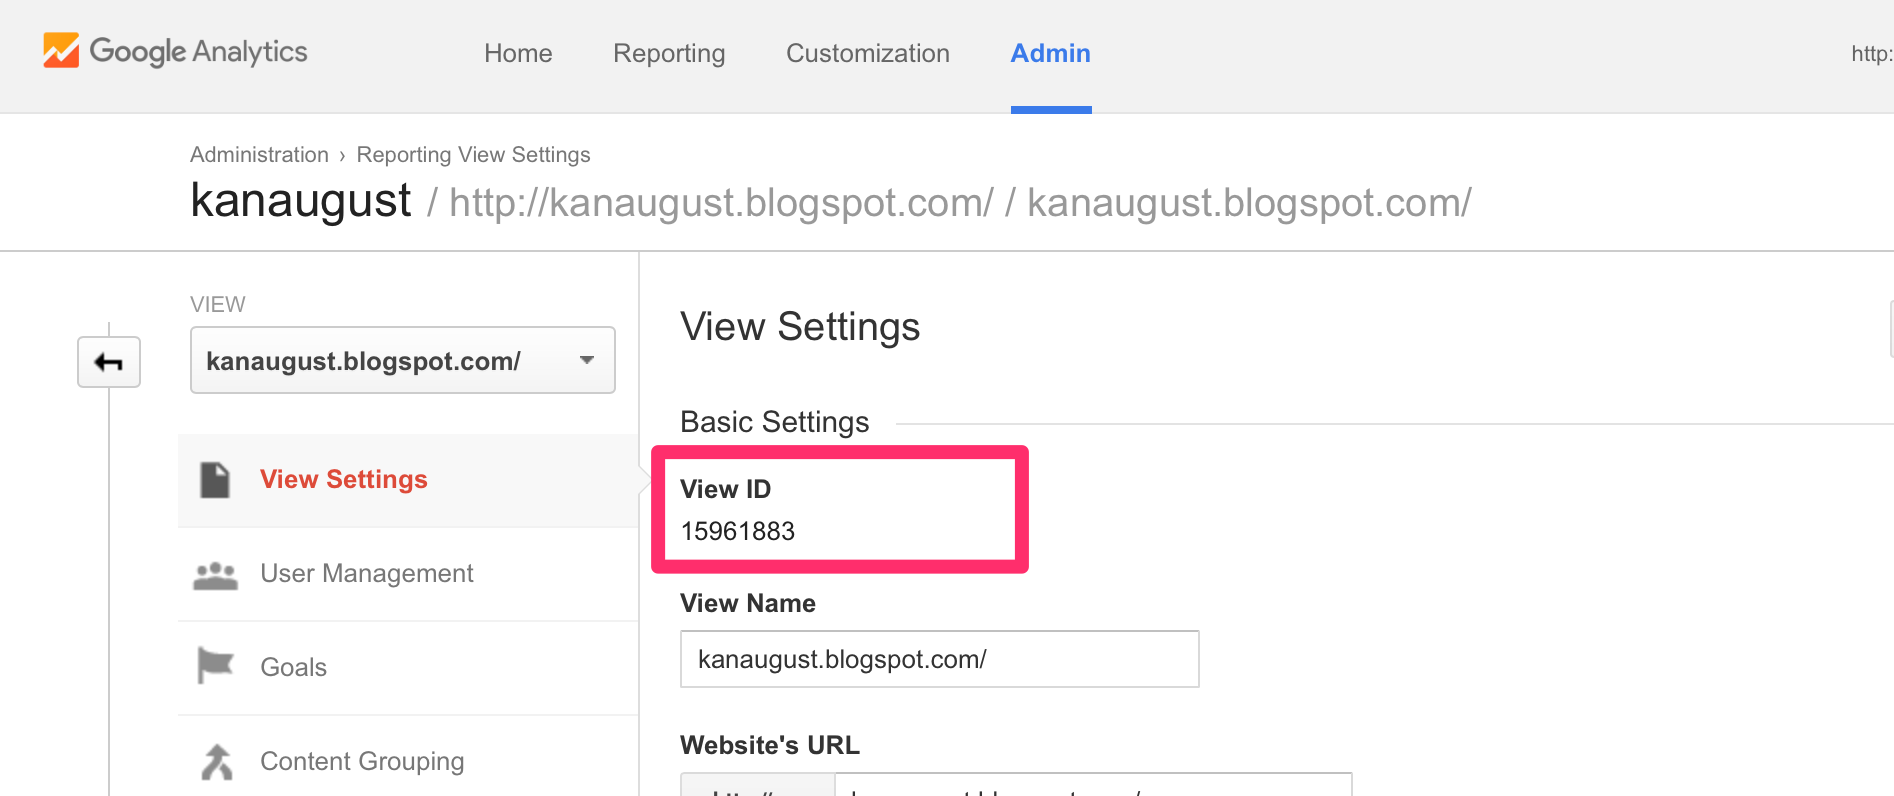 Google Analytics
Home
Reporting
Customization
Admin
http:
Administration › Reporting View Settings
kanaugust / http://kanaugust.blogspot.com/ / kanaugust.blogspot.com/
VIEW
kanaugust.blogspot.com/
View Settings
User Management
Goals
Content Grouping
View Settings
Basic Settings
View ID
15961883
View Name
kanaugust.blogspot.com/
Website's URL